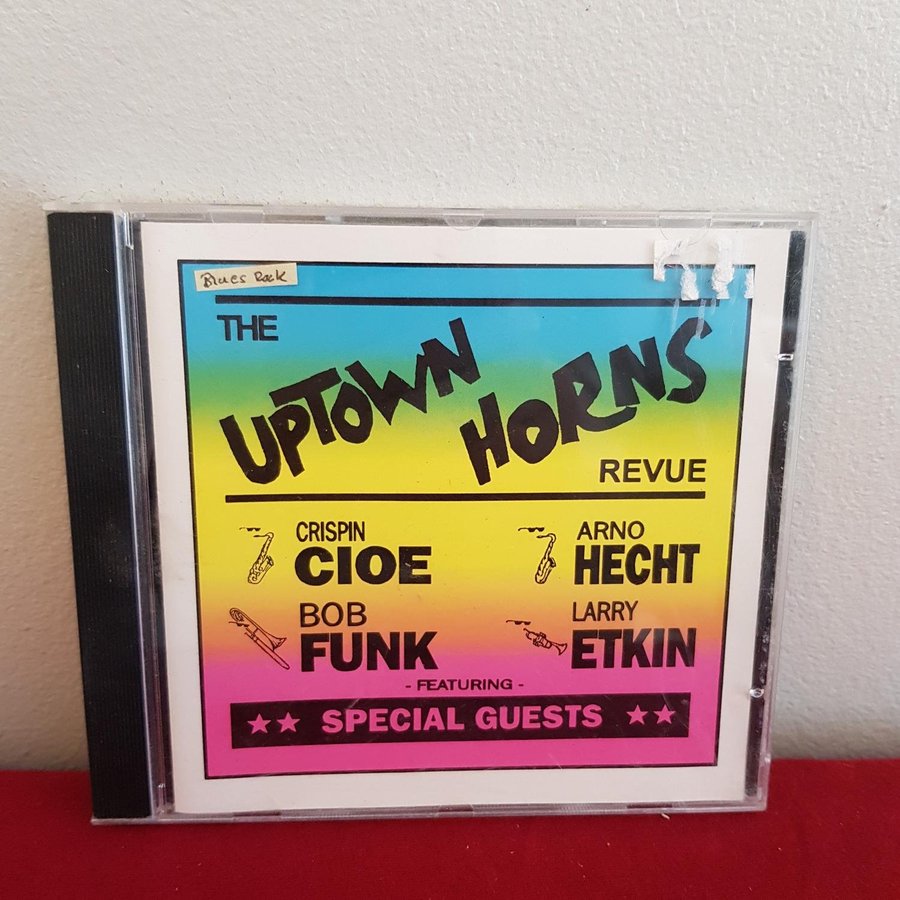 Blues Rock
THE
UPTOWN HORNS
REVUE
CRISPIN
CIOE
ARNO
HECHT
BOB
FUNK
LARRY
ETKIN
- FEATURING -
★★ SPECIAL GUESTS ★★